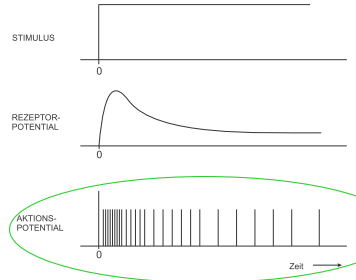 STIMULUS
0
REZEPTOR-
POTENTIAL
0
AKTIONS-
POTENTIAL
0
Zeit